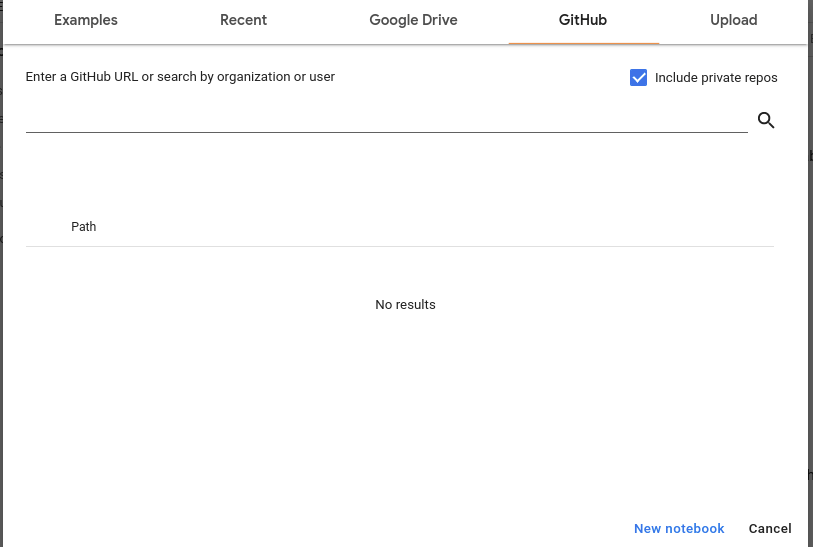 Examples Recent Google Drive GitHub Upload
Enter a GitHub URL or search by organization or user Include private repos
Path
No results
New notebook Cancel